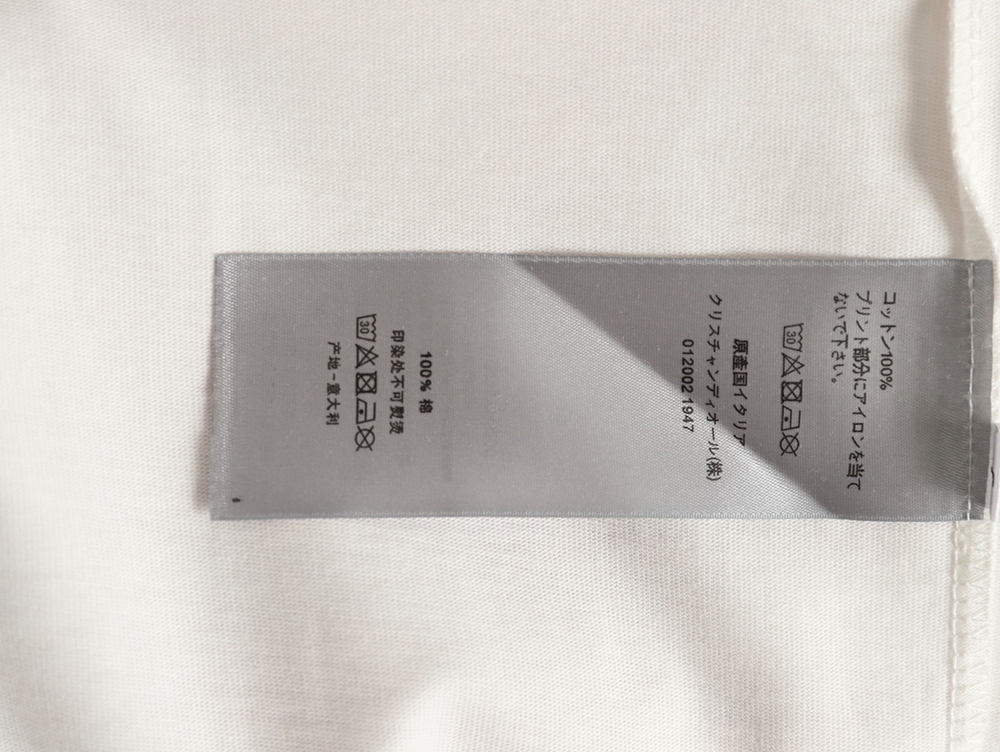 コットン100%
プリント部分にアイロンを当て
ないで下さい。
30
原産国イタリア
クリスチャンディオール(株)
0120021947
100% 棉
印染处不可熨烫
30
产地-意大利